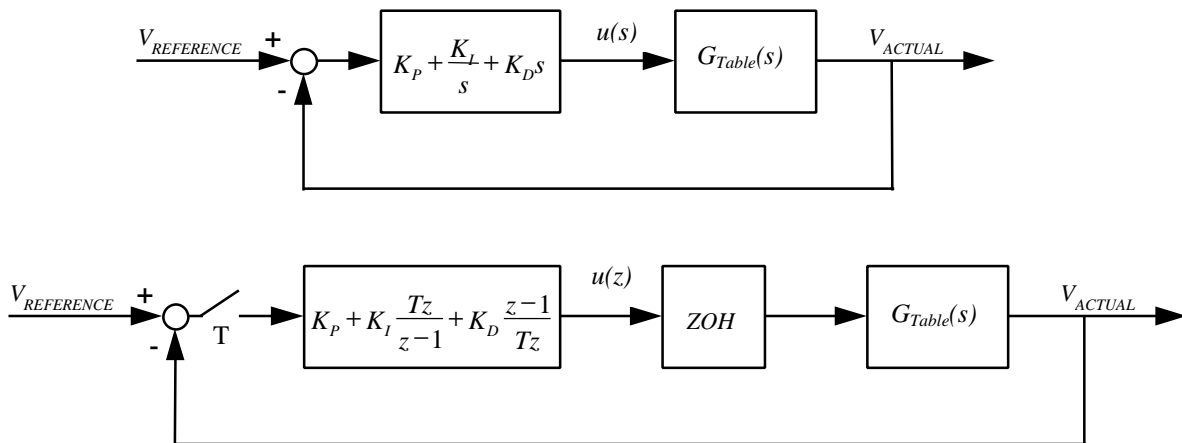 V_REFERENCE + -
K_P + K_I/s + K_D s
u(s)
G_Table(s)
V_ACTUAL
V_REFERENCE + -
T
K_P + K_I Tz/(z−1) + K_D (z−1)/Tz
u(z)
ZOH
G_Table(s)
V_ACTUAL